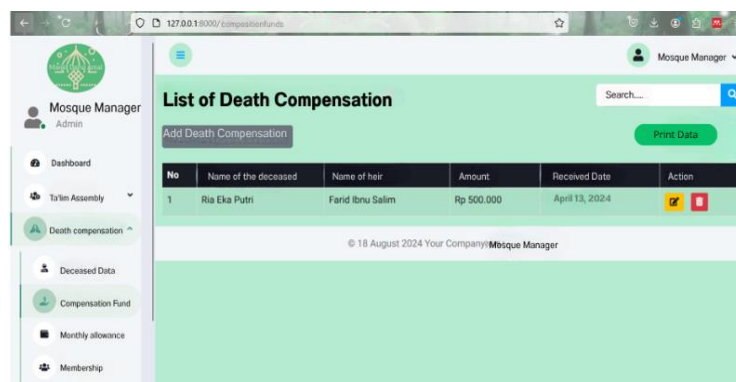 127.0.0.1:8000/compesitionfunds
Mosque Manager
Mosque Manager
Admin
List of Death Compensation
Search....
Add Death Compensation
Print Data
Dashboard
Ta'lim Assembly
Death compensation
Deceased Data
Compensation Fund
Monthly allowance
Membership
No Name of the deceased Name of heir Amount Received Date Action
1 Ria Eka Putri Farid Ibnu Salim Rp 500.000 April 13, 2024
© 18 August 2024 Your Company Mosque Manager